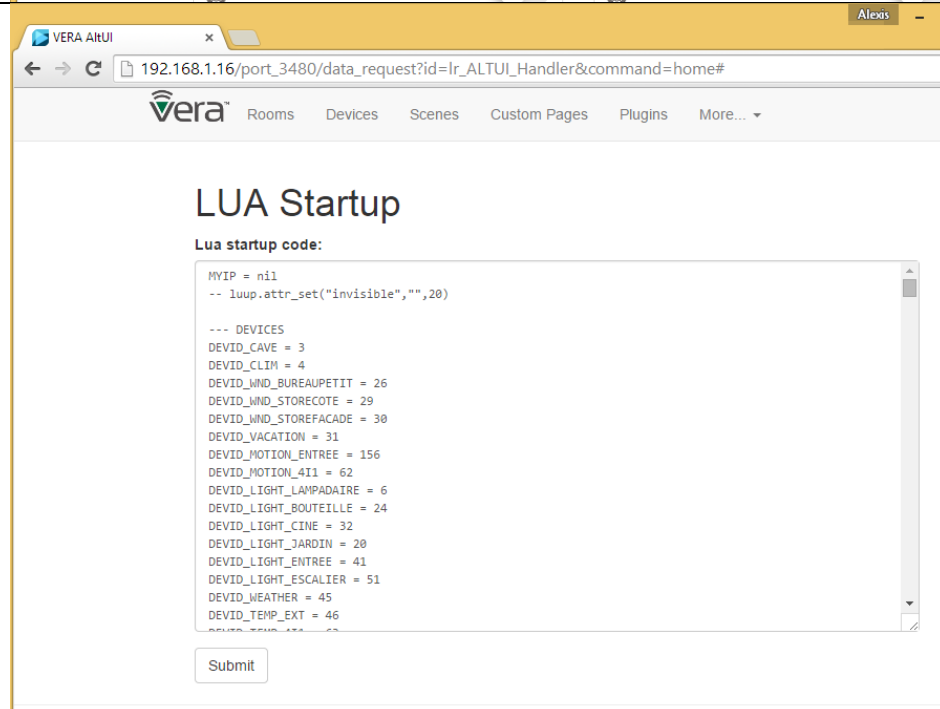 Alexis
VERA AltUI
192.168.1.16/port_3480/data_request?id=lr_ALTUI_Handler&command=home#
vera™ Rooms Devices Scenes Custom Pages Plugins More...
LUA Startup
Lua startup code:
MYIP = nil
-- luup.attr_set("invisible","",20)
--- DEVICES
DEVID_CAVE = 3
DEVID_CLIM = 4
DEVID_WND_BUREAUPETIT = 26
DEVID_WND_STORECOTE = 29
DEVID_WND_STOREFACADE = 30
DEVID_VACATION = 31
DEVID_MOTION_ENTREE = 156
DEVID_MOTION_4I1 = 62
DEVID_LIGHT_LAMPADAIRE = 6
DEVID_LIGHT_BOUTEILLE = 24
DEVID_LIGHT_CINE = 32
DEVID_LIGHT_JARDIN = 20
DEVID_LIGHT_ENTREE = 41
DEVID_LIGHT_ESCALIER = 51
DEVID_WEATHER = 45
DEVID_TEMP_EXT = 46
Submit